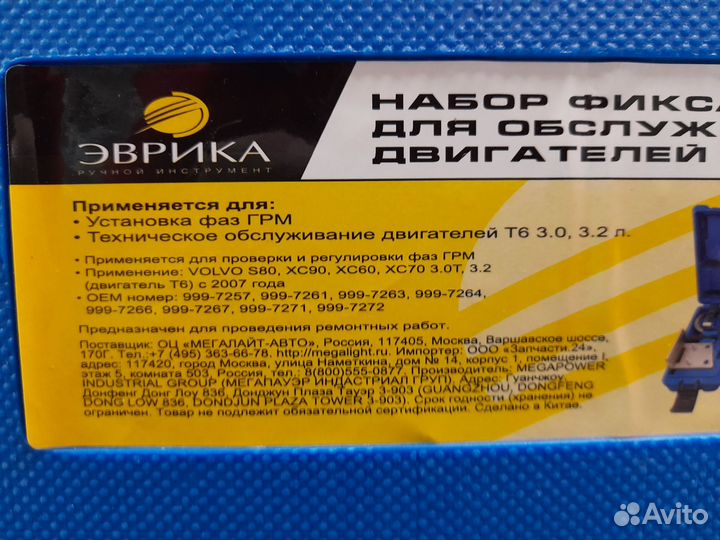 ЭВРИКА
РУЧНОЙ ИНСТРУМЕНТ
НАБОР ФИКСА
ДЛЯ ОБСЛУЖ
ДВИГАТЕЛЕЙ
Применяется для:
• Установка фаз ГРМ
• Техническое обслуживание двигателей Т6 3.0, 3.2 л.
• Применяется для проверки и регулировки фаз ГРМ
• Применение: VOLVO S80, XC90, XC60, XC70 3.0T, 3.2
(двигатель Т6) с 2007 года
• OEM номер: 999-7257, 999-7261, 999-7263, 999-7264,
999-7266, 999-7267, 999-7271, 999-7272
Предназначен для проведения ремонтных работ.
Поставщик: ОЦ «МЕГАЛАЙТ-АВТО», Россия, 117405, Москва, Варшавское шоссе,
170Г. Тел.:+7 (495) 363-66-78, http://megalight.ru. Импортер: ООО «Запчасти.24»,
адрес: 117420, город Москва, улица Намёткина, дом № 14, корпус 1, помещение I,
этаж 5, комната 503, Россия. Тел.: 8(800)555-0877. Изготовитель: MEGAPOWER
INDUSTRIAL GROUP (МЕГАПАУЭР ИНДАСТРИАЛ ГРУП). Адрес: Гуанчжоу,
Донфенг Донг Лоу 836, Донджун Плаза Тауэр 3-903 (GUANGZHOU, DONGFENG
DONG LOW 836, DONDJUN PLAZA TOWER 3-903). Срок годности (хранения) не
ограничен. Товар не подлежит обязательной сертификации. Сделано в Китае.
Avito